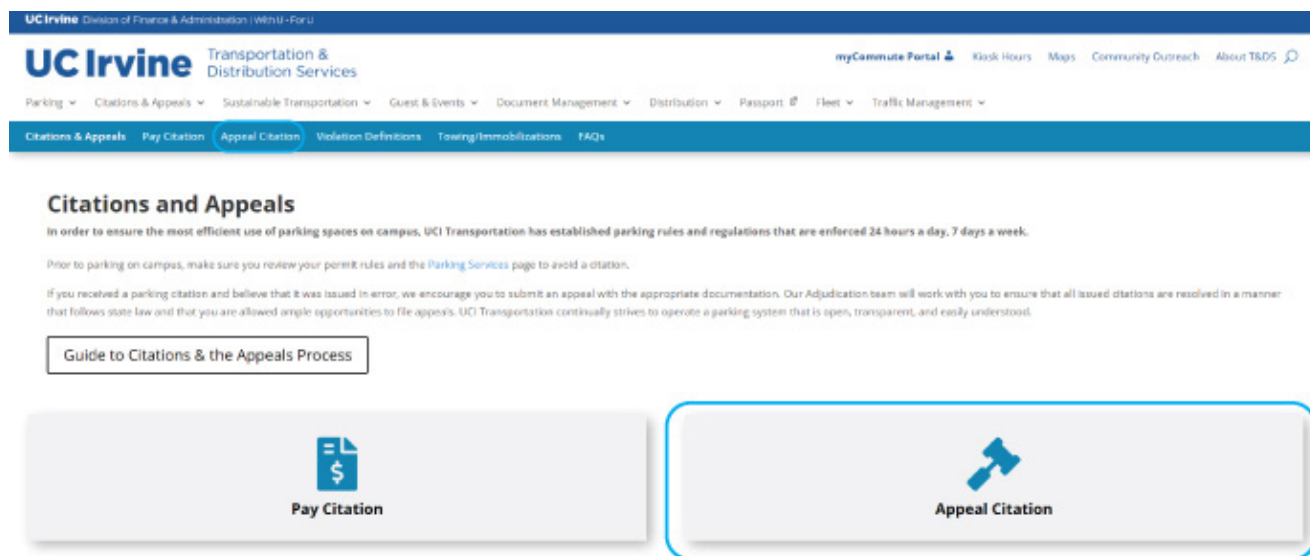 UCIrvine Division of Finance & Administration | With U - For U
UC Irvine Transportation &
Distribution Services
myCommute Portal Kiosk Hours Maps Community Outreach About T&DS
Parking Citations & Appeals Sustainable Transportation Guest & Events Document Management Distribution Passport Fleet Traffic Management
Citations & Appeals Pay Citation Appeal Citation Violation Definitions Towing/Immobilizations FAQs
Citations and Appeals
In order to ensure the most efficient use of parking spaces on campus, UCI Transportation has established parking rules and regulations that are enforced 24 hours a day, 7 days a week.
Prior to parking on campus, make sure you review your permit rules and the Parking Services page to avoid a citation.
If you received a parking citation and believe that it was issued in error, we encourage you to submit an appeal with the appropriate documentation. Our Adjudication team will work with you to ensure that all issued citations are resolved in a manner
that follows state law and that you are allowed ample opportunities to file appeals. UCI Transportation continually strives to operate a parking system that is open, transparent, and easily understood.
Guide to Citations & the Appeals Process
$
Pay Citation
Appeal Citation